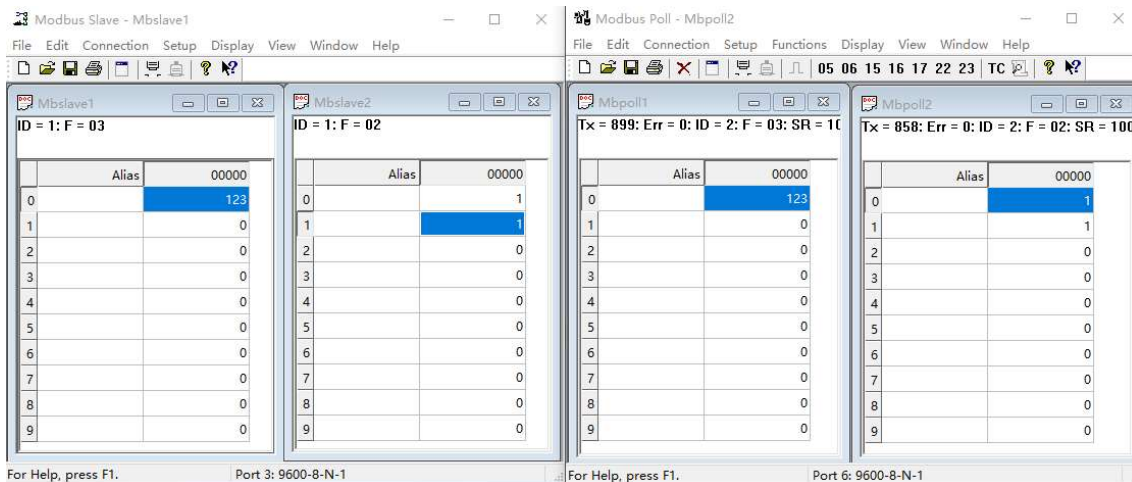 Modbus Slave - Mbslave1
File Edit Connection Setup Display View Window Help
Mbslave1
ID = 1: F = 03
Alias 00000
0 123
1 0
2 0
3 0
4 0
5 0
6 0
7 0
8 0
9 0
Mbslave2
ID = 1: F = 02
Alias 00000
0 1
1 1
2 0
3 0
4 0
5 0
6 0
7 0
8 0
9 0
For Help, press F1. Port 3: 9600-8-N-1
Modbus Poll - Mbpoll2
File Edit Connection Setup Functions Display View Window Help
05 06 15 16 17 22 23 TC
Mbpoll1
Tx = 899: Err = 0: ID = 2: F = 03: SR = 10
Alias 00000
0 123
1 0
2 0
3 0
4 0
5 0
6 0
7 0
8 0
9 0
Mbpoll2
Tx = 858: Err = 0: ID = 2: F = 02: SR = 100
Alias 00000
0 1
1 1
2 0
3 0
4 0
5 0
6 0
7 0
8 0
9 0
For Help, press F1. Port 6: 9600-8-N-1